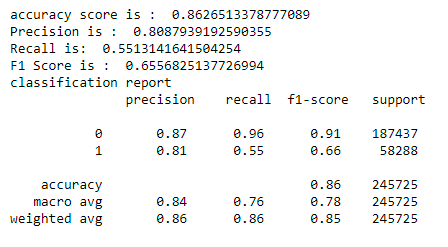 accuracy score is :  0.8626513378777089
Precision is :  0.8087939192590355
Recall is:  0.5513141641504254
F1 Score is :  0.6556825137726994
classification report
              precision    recall  f1-score   support

           0       0.87      0.96      0.91    187437
           1       0.81      0.55      0.66     58288

    accuracy                           0.86    245725
   macro avg       0.84      0.76      0.78    245725
weighted avg       0.86      0.86      0.85    245725